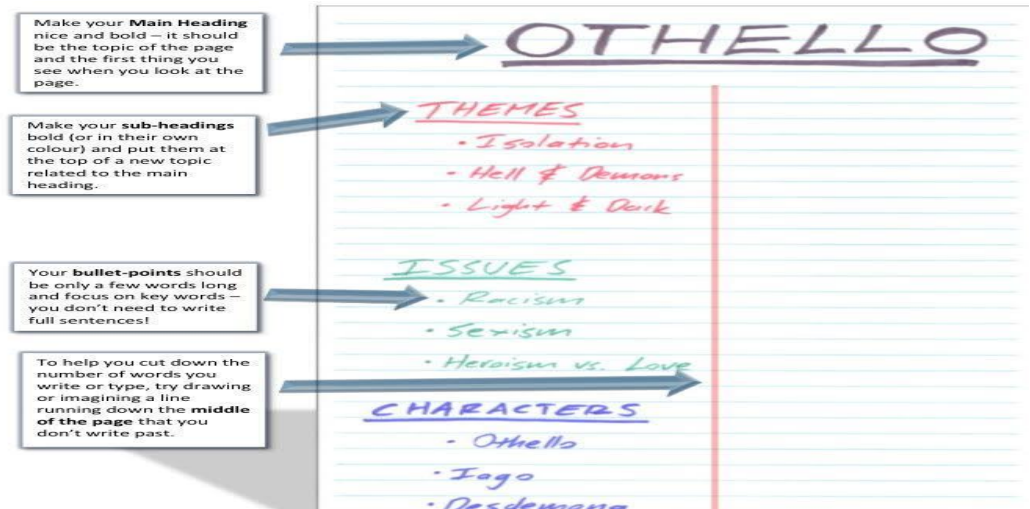 Make your Main Heading
nice and bold – it should
be the topic of the page
and the first thing you
see when you look at the
page.
OTHELLO
Make your sub-headings
bold (or in their own
colour) and put them at
the top of a new topic
related to the main
heading.
THEMES
• Isolation
• Hell & Demons
• Light & Dark
Your bullet-points should
be only a few words long
and focus on key words –
you don't need to write
full sentences!
ISSUES
• Racism
• Sexism
• Heroism vs. Love
To help you cut down the
number of words you
write or type, try drawing
or imagining a line
running down the middle
of the page that you
don't write past.
CHARACTERS
• Othello
• Iago
• Desdemona